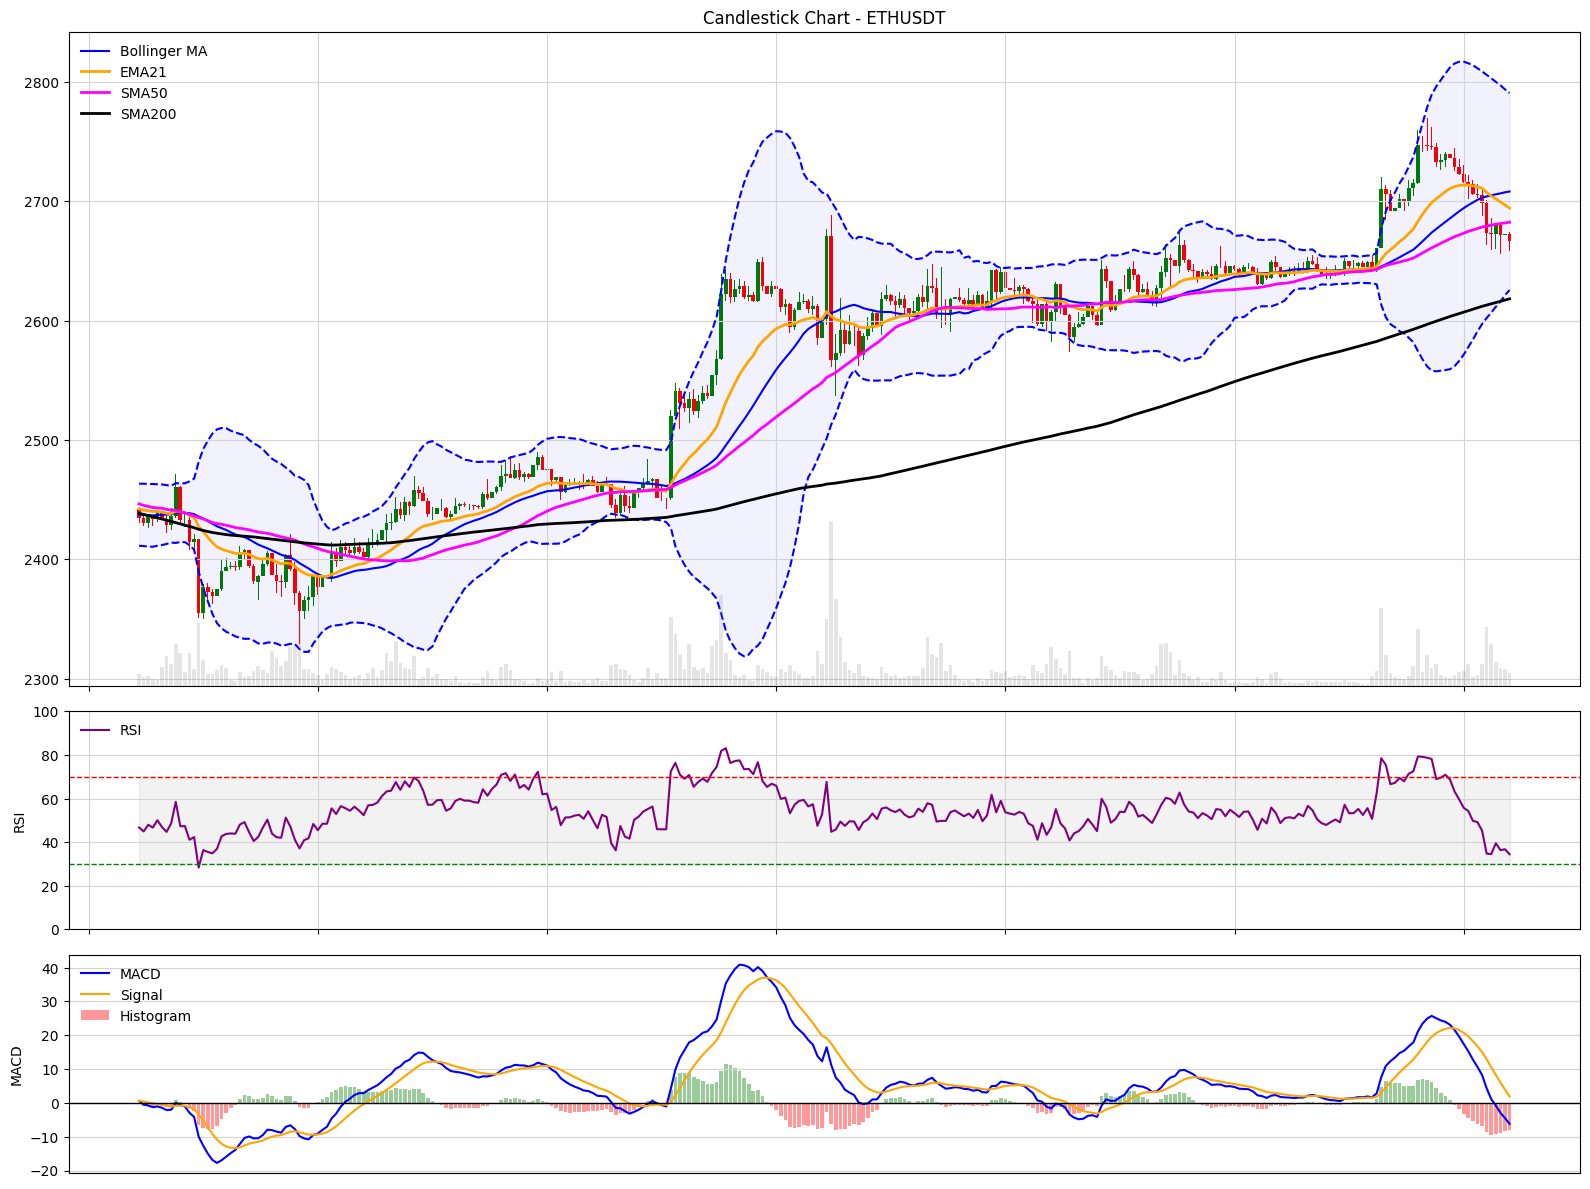 Candlestick Chart - ETHUSDT
Bollinger MA
EMA21
SMA50
SMA200
2800
2700
2600
2500
2400
2300
RSI
100
80
60
40
20
0
RSI
MACD
Signal
Histogram
40
30
20
10
0
−10
−20
MACD